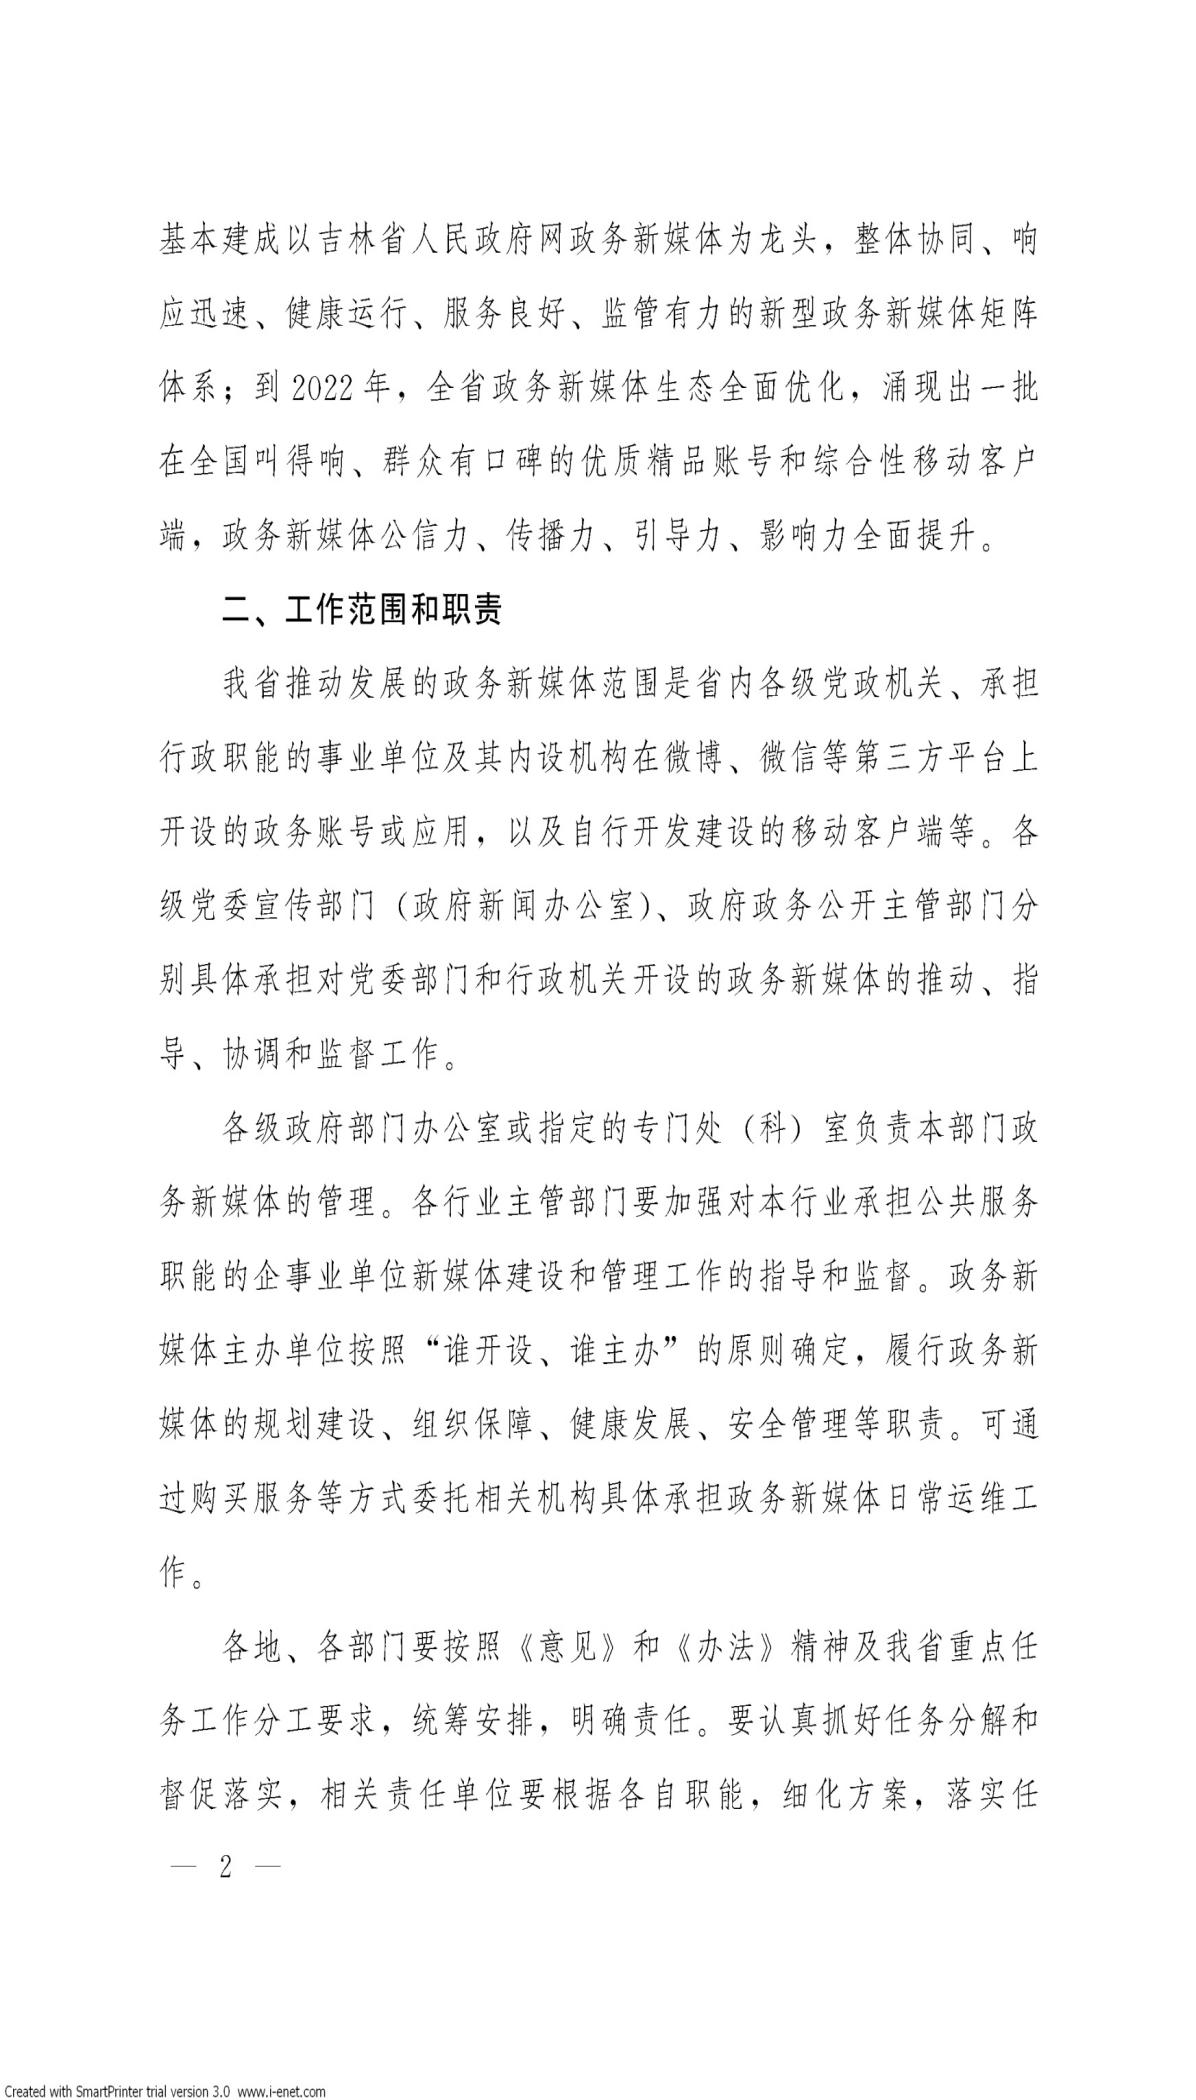 基本建成以吉林省人民政府网政务新媒体为龙头，整体协同、响
应迅速、健康运行、服务良好、监管有力的新型政务新媒体矩阵
体系；到2022年，全省政务新媒体生态全面优化，涌现出一批
在全国叫得响、群众有口碑的优质精品账号和综合性移动客户
端，政务新媒体公信力、传播力、引导力、影响力全面提升。
二、工作范围和职责
我省推动发展的政务新媒体范围是省内各级党政机关、承担
行政职能的事业单位及其内设机构在微博、微信等第三方平台上
开设的政务账号或应用，以及自行开发建设的移动客户端等。各
级党委宣传部门（政府新闻办公室）、政府政务公开主管部门分
别具体承担对党委部门和行政机关开设的政务新媒体的推动、指
导、协调和监督工作。
各级政府部门办公室或指定的专门处（科）室负责本部门政
务新媒体的管理。各行业主管部门要加强对本行业承担公共服务
职能的企事业单位新媒体建设和管理工作的指导和监督。政务新
媒体主办单位按照“谁开设、谁主办”的原则确定，履行政务新
媒体的规划建设、组织保障、健康发展、安全管理等职责。可通
过购买服务等方式委托相关机构具体承担政务新媒体日常运维工
作。
各地、各部门要按照《意见》和《办法》精神及我省重点任
务工作分工要求，统筹安排，明确责任。要认真抓好任务分解和
督促落实，相关责任单位要根据各自职能，细化方案，落实任
— 2 —
Created with SmartPrinter trial version 3.0 www.i-enet.com